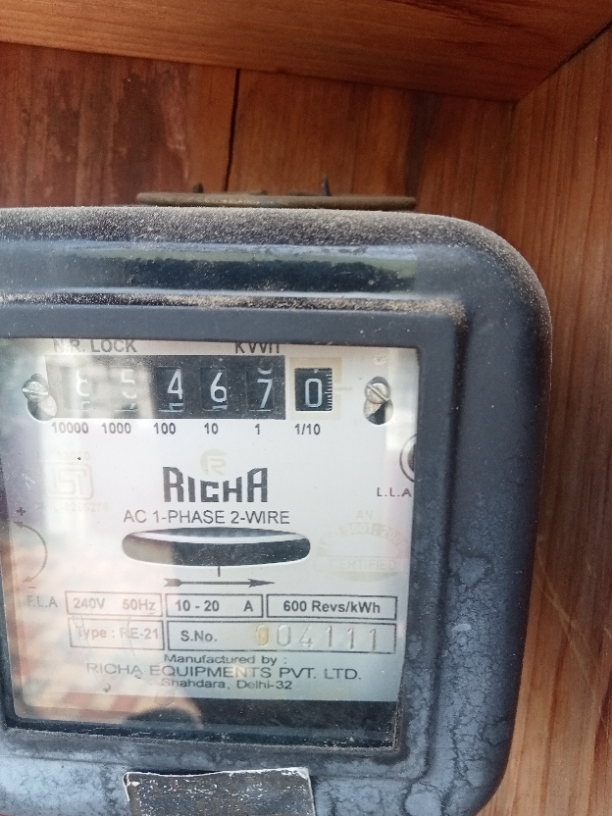 N.R. LOCK KWH
5 4 6 7 0
10000 1000 100 10 1 1/10
RICHA
AC 1-PHASE 2-WIRE
L.L.A
+
F.L.A
240V 50Hz 10 - 20 A 600 Revs/kWh
Type : RE-21 S.No. 004111
Manufactured by :
RICHA EQUIPMENTS PVT. LTD.
Shahdara, Delhi-32